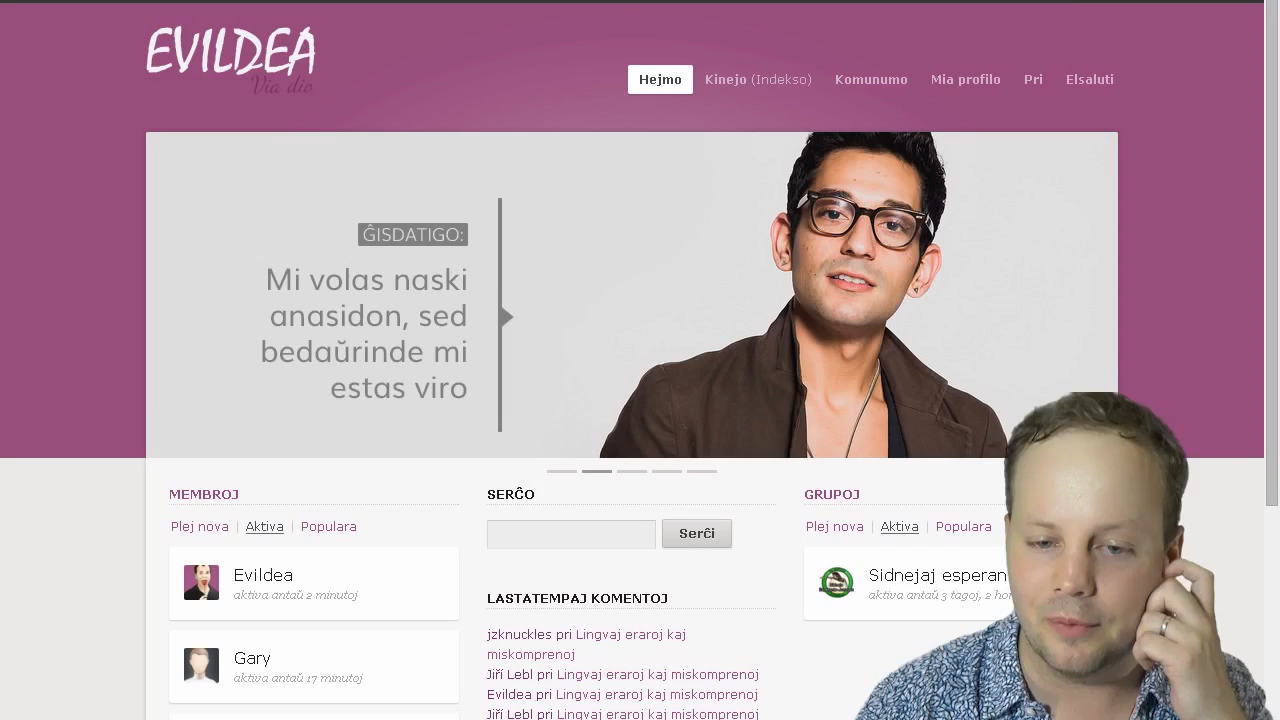 EVILDEA
Via dio
Hejmo
Kinejo (Indekso)
Komunumo
Mia profilo
Pri
Elsaluti
ĜISDATIGO:
Mi volas naski
anasidon, sed
bedaŭrinde mi
estas viro
MEMBROJ
Plej nova | Aktiva | Populara
Evildea
aktiva antaŭ 2 minutoj
Gary
aktiva antaŭ 17 minutoj
SERĈO
Serĉi
LASTATEMPAJ KOMENTOJ
jzknuckles pri Lingvaj eraroj kaj
miskomprenoj
Jiří Lebl pri Lingvaj eraroj kaj miskomprenoj
Evildea pri Lingvaj eraroj kaj miskomprenoj
Jiří Lebl pri Lingvaj eraroj kaj miskomprenoj
GRUPOJ
Plej nova | Aktiva | Populara
Sidnejaj esperan
aktiva antaŭ 3 tagoj, 2 hor